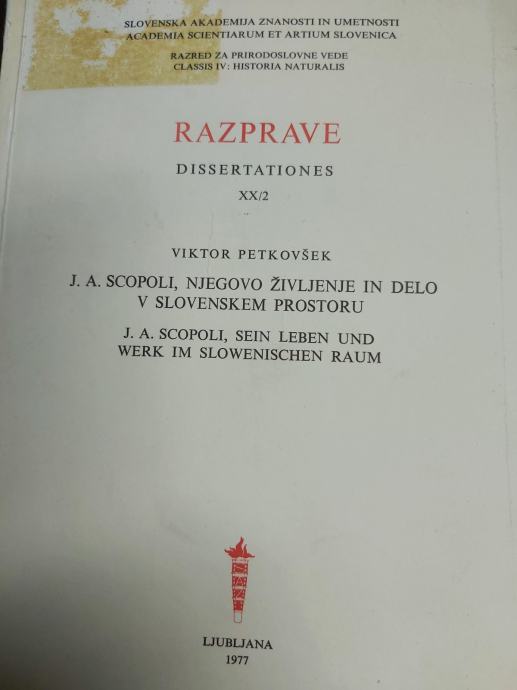 SLOVENSKA AKADEMIJA ZNANOSTI IN UMETNOSTI
ACADEMIA SCIENTIARUM ET ARTIUM SLOVENICA
RAZRED ZA PRIRODOSLOVNE VEDE
CLASSIS IV: HISTORIA NATURALIS
RAZPRAVE
DISSERTATIONES
XX/2
VIKTOR PETKOVŠEK
J. A. SCOPOLI, NJEGOVO ŽIVLJENJE IN DELO
V SLOVENSKEM PROSTORU
J. A. SCOPOLI, SEIN LEBEN UND
WERK IM SLOWENISCHEN RAUM
LJUBLJANA
1977